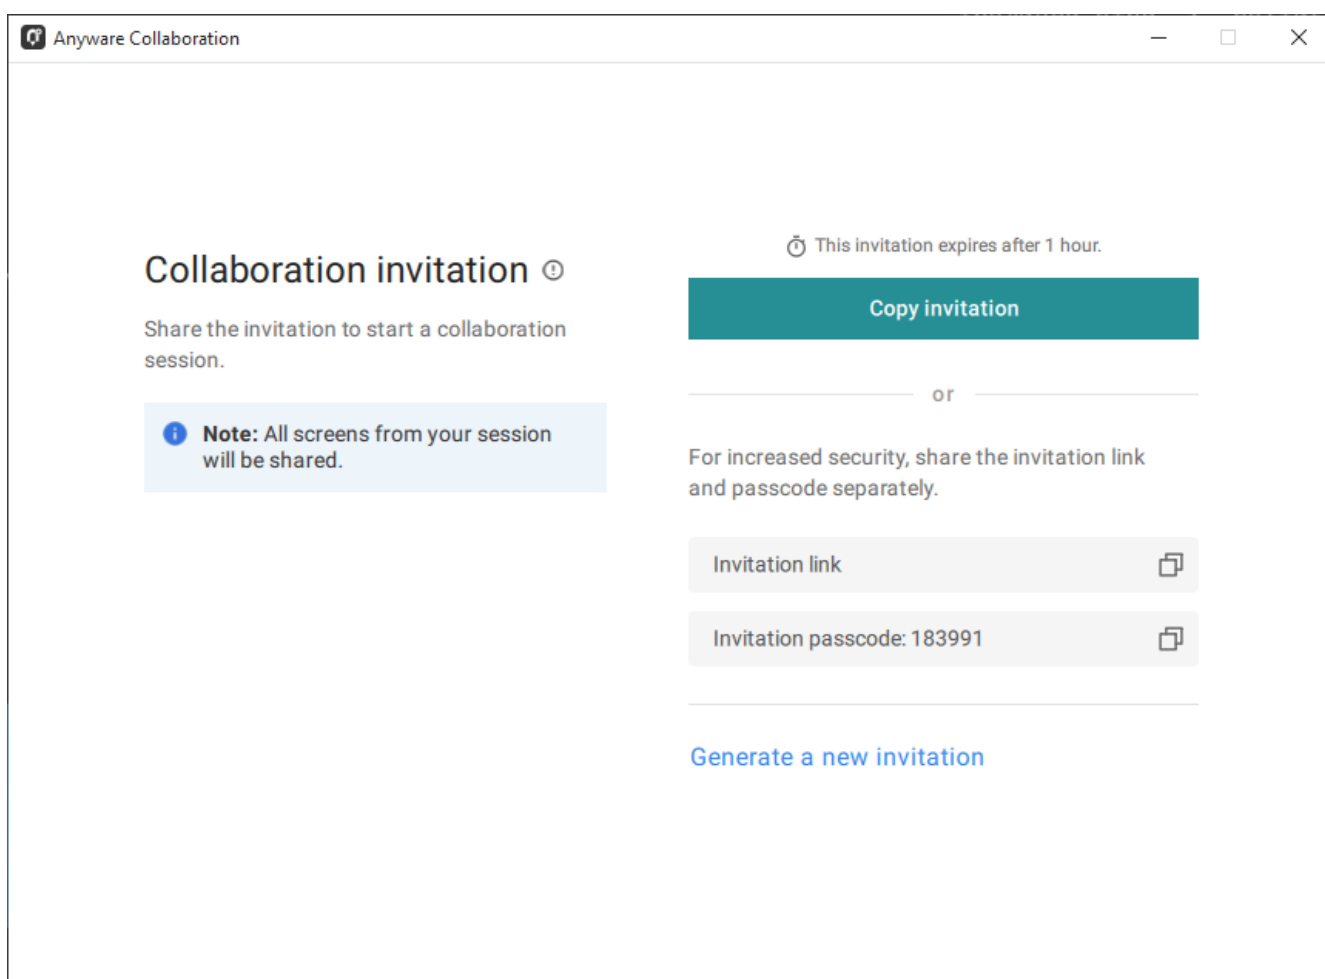 Anyware Collaboration
Collaboration invitation
Share the invitation to start a collaboration
session.
Note: All screens from your session
will be shared.
This invitation expires after 1 hour.
Copy invitation
or
For increased security, share the invitation link
and passcode separately.
Invitation link
Invitation passcode: 183991
Generate a new invitation